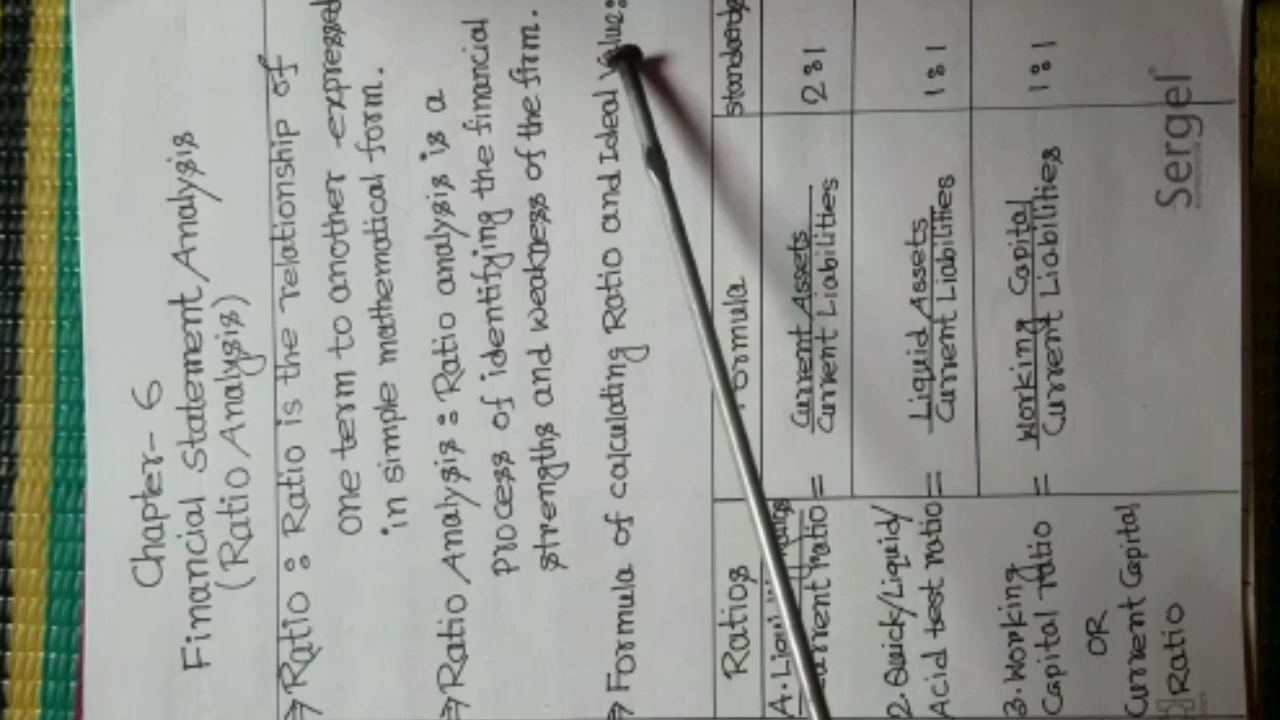 Chapter-6
Financial Statement Analysis
(Ratio Analysis)
⇒ Ratio : Ratio is the relationship of
one term to another expressed
in simple mathematical form.
⇒ Ratio Analysis : Ratio analysis is a
process of identifying the financial
strengths and weakness of the firm.
⇒ Formula of calculating Ratio and Ideal Value:
Ratios
Formula
standards
A.
Current ratio =
Current Assets
Current Liabilities
2:1
2. Quick/Liquid/
Acid test ratio =
Liquid Assets
Current Liabilities
1:1
3. Working
Capital ratio =
Working Capital
Current Liabilities
1:1
OR
Current Capital
Ratio
Sergel